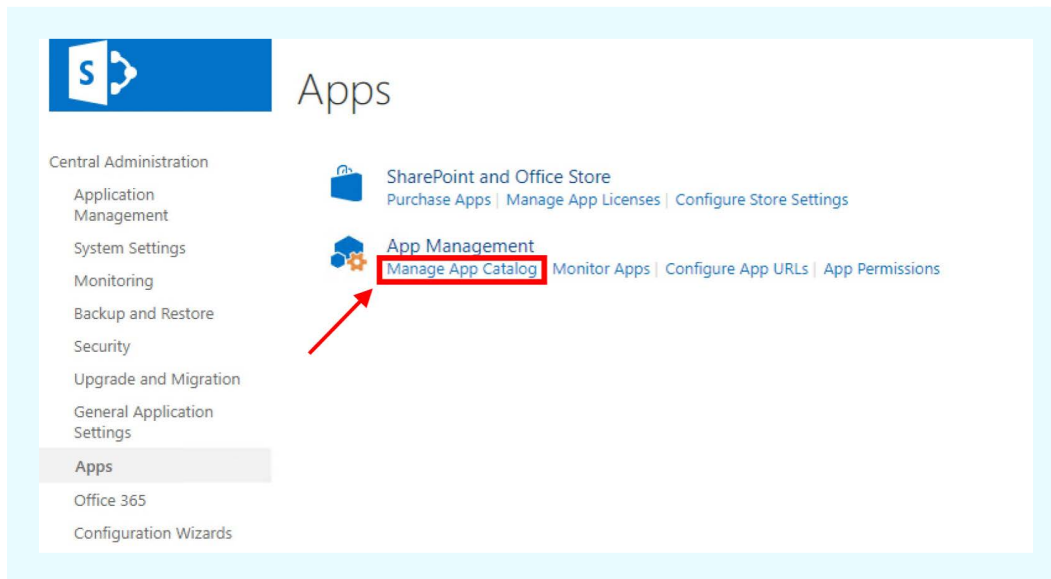 S
Apps
Central Administration
Application
Management
System Settings
Monitoring
Backup and Restore
Security
Upgrade and Migration
General Application
Settings
Apps
Office 365
Configuration Wizards
SharePoint and Office Store
Purchase Apps | Manage App Licenses | Configure Store Settings
App Management
Manage App Catalog Monitor Apps | Configure App URLs | App Permissions